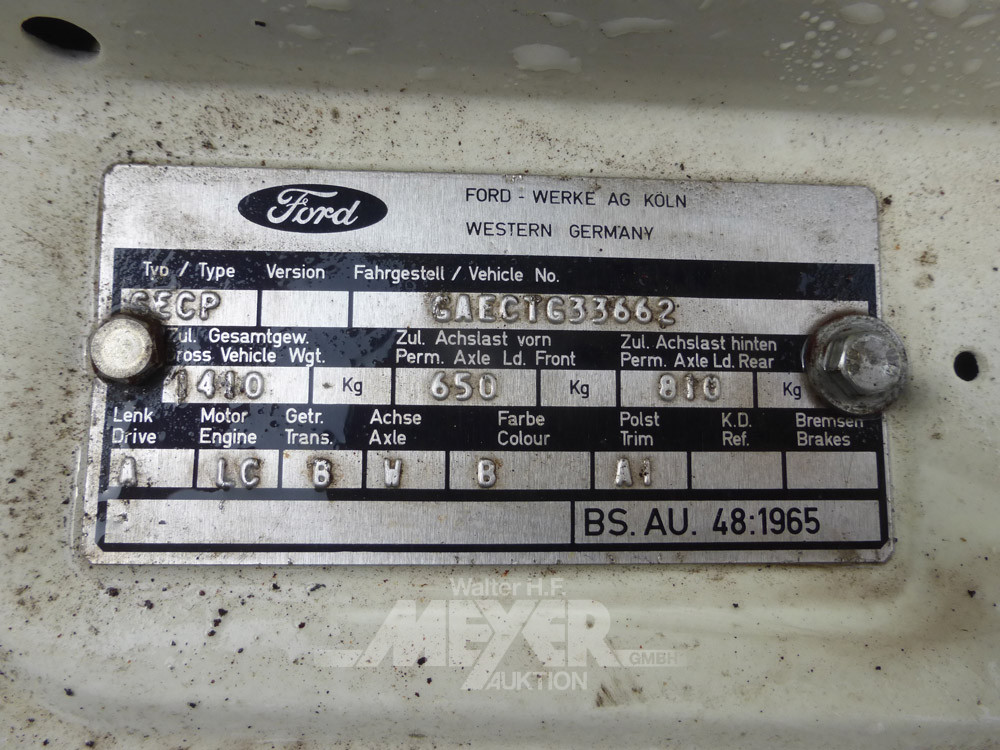 Ford
FORD - WERKE AG KÖLN
WESTERN GERMANY
Typ / Type Version Fahrgestell / Vehicle No.
GECP GAECTG33662
Zul. Gesamtgew. Zul. Achslast vorn Zul. Achslast hinten
Gross Vehicle Wgt. Perm. Axle Ld. Front Perm. Axle Ld. Rear
1410 Kg 650 Kg 810 Kg
Lenk Motor Getr. Achse Farbe Polst K.D. Bremsen
Drive Engine Trans. Axle Colour Trim Ref. Brakes
A LC B W B A1
BS. AU. 48:1965
Walter H.F.
MEYER
GMBH
AUKTION